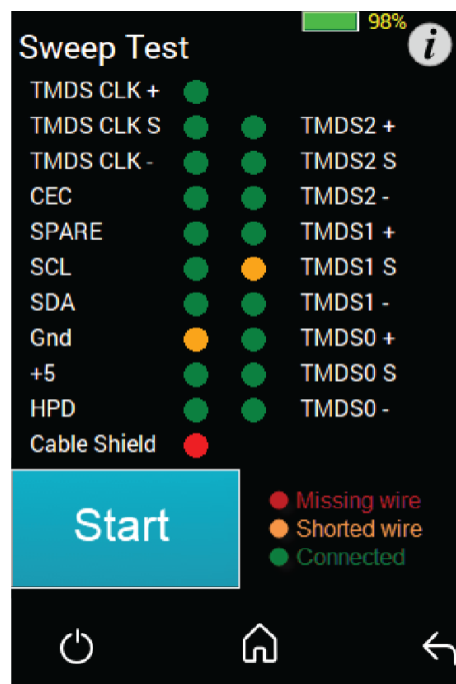 98%
Sweep Test
i
TMDS CLK +
TMDS CLK S TMDS2 +
TMDS CLK - TMDS2 S
CEC TMDS2 -
SPARE TMDS1 +
SCL TMDS1 S
SDA TMDS1 -
Gnd TMDS0 +
+5 TMDS0 S
HPD TMDS0 -
Cable Shield
Start
Missing wire
Shorted wire
Connected